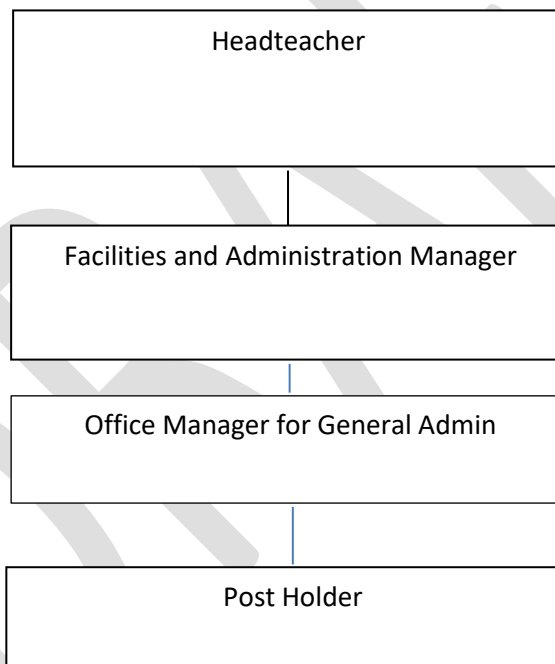 Headteacher
Facilities and Administration Manager
Office Manager for General Admin
Post Holder